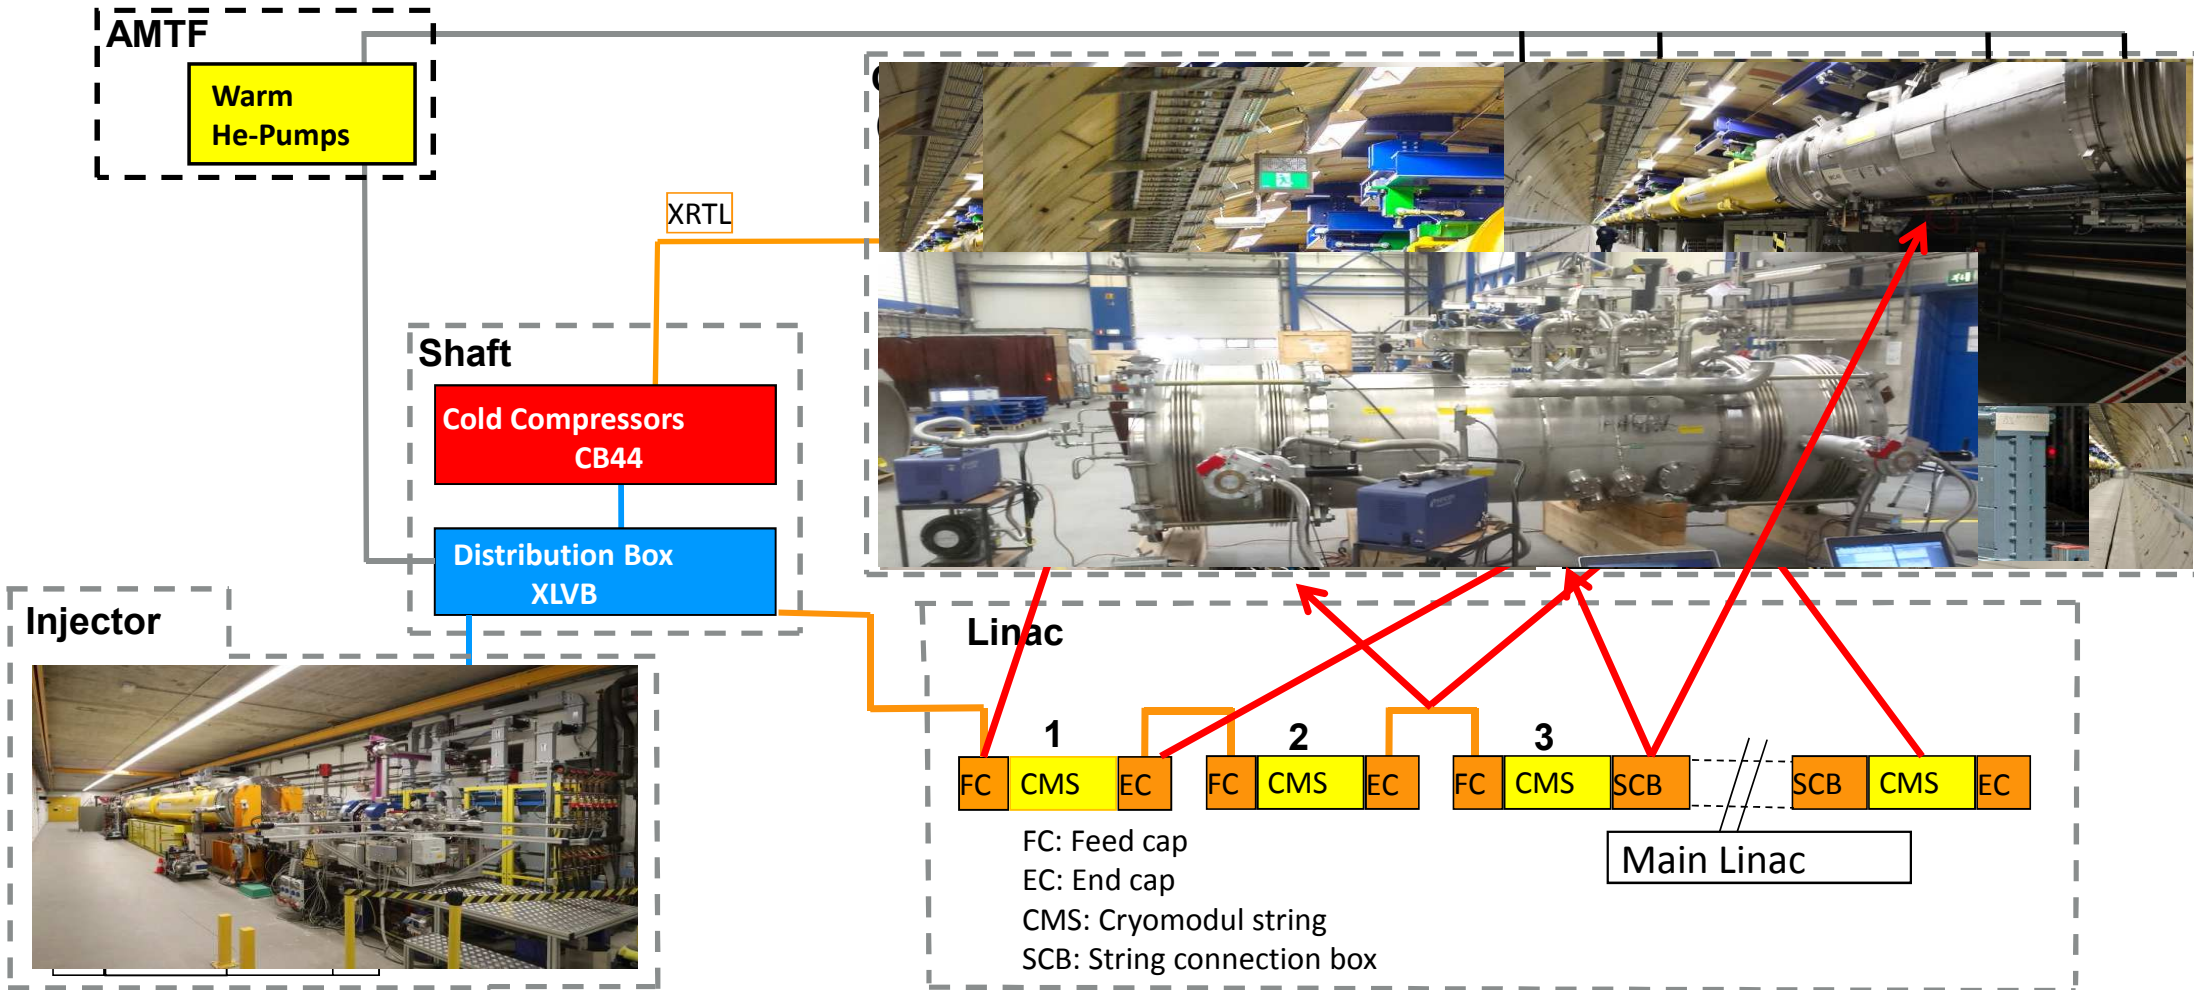 AMTF
Warm
He-Pumps
XRTL
Shaft
Cold Compressors
CB44
Distribution Box
XLVB
Injector
Linac
1
2
3
FC
CMS
EC
FC
CMS
EC
FC
CMS
SCB
SCB
CMS
EC
FC: Feed cap
EC: End cap
CMS: Cryomodul string
SCB: String connection box
Main Linac